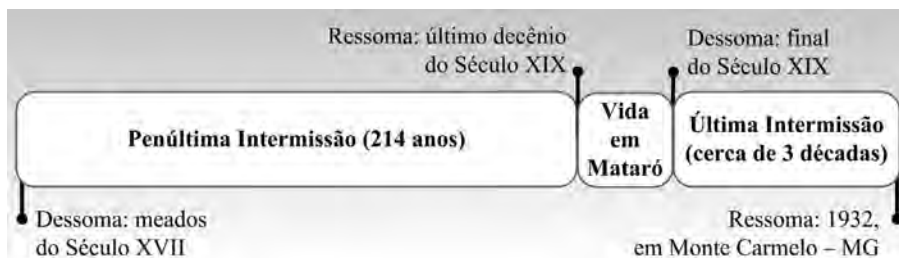 Ressoma: último decênio
do Século XIX
Dessoma: final
do Século XIX
Penúltima Intermissão (214 anos)
Vida
em
Mataró
Última Intermissão
(cerca de 3 décadas)
Dessoma: meados
do Século XVII
Ressoma: 1932,
em Monte Carmelo – MG